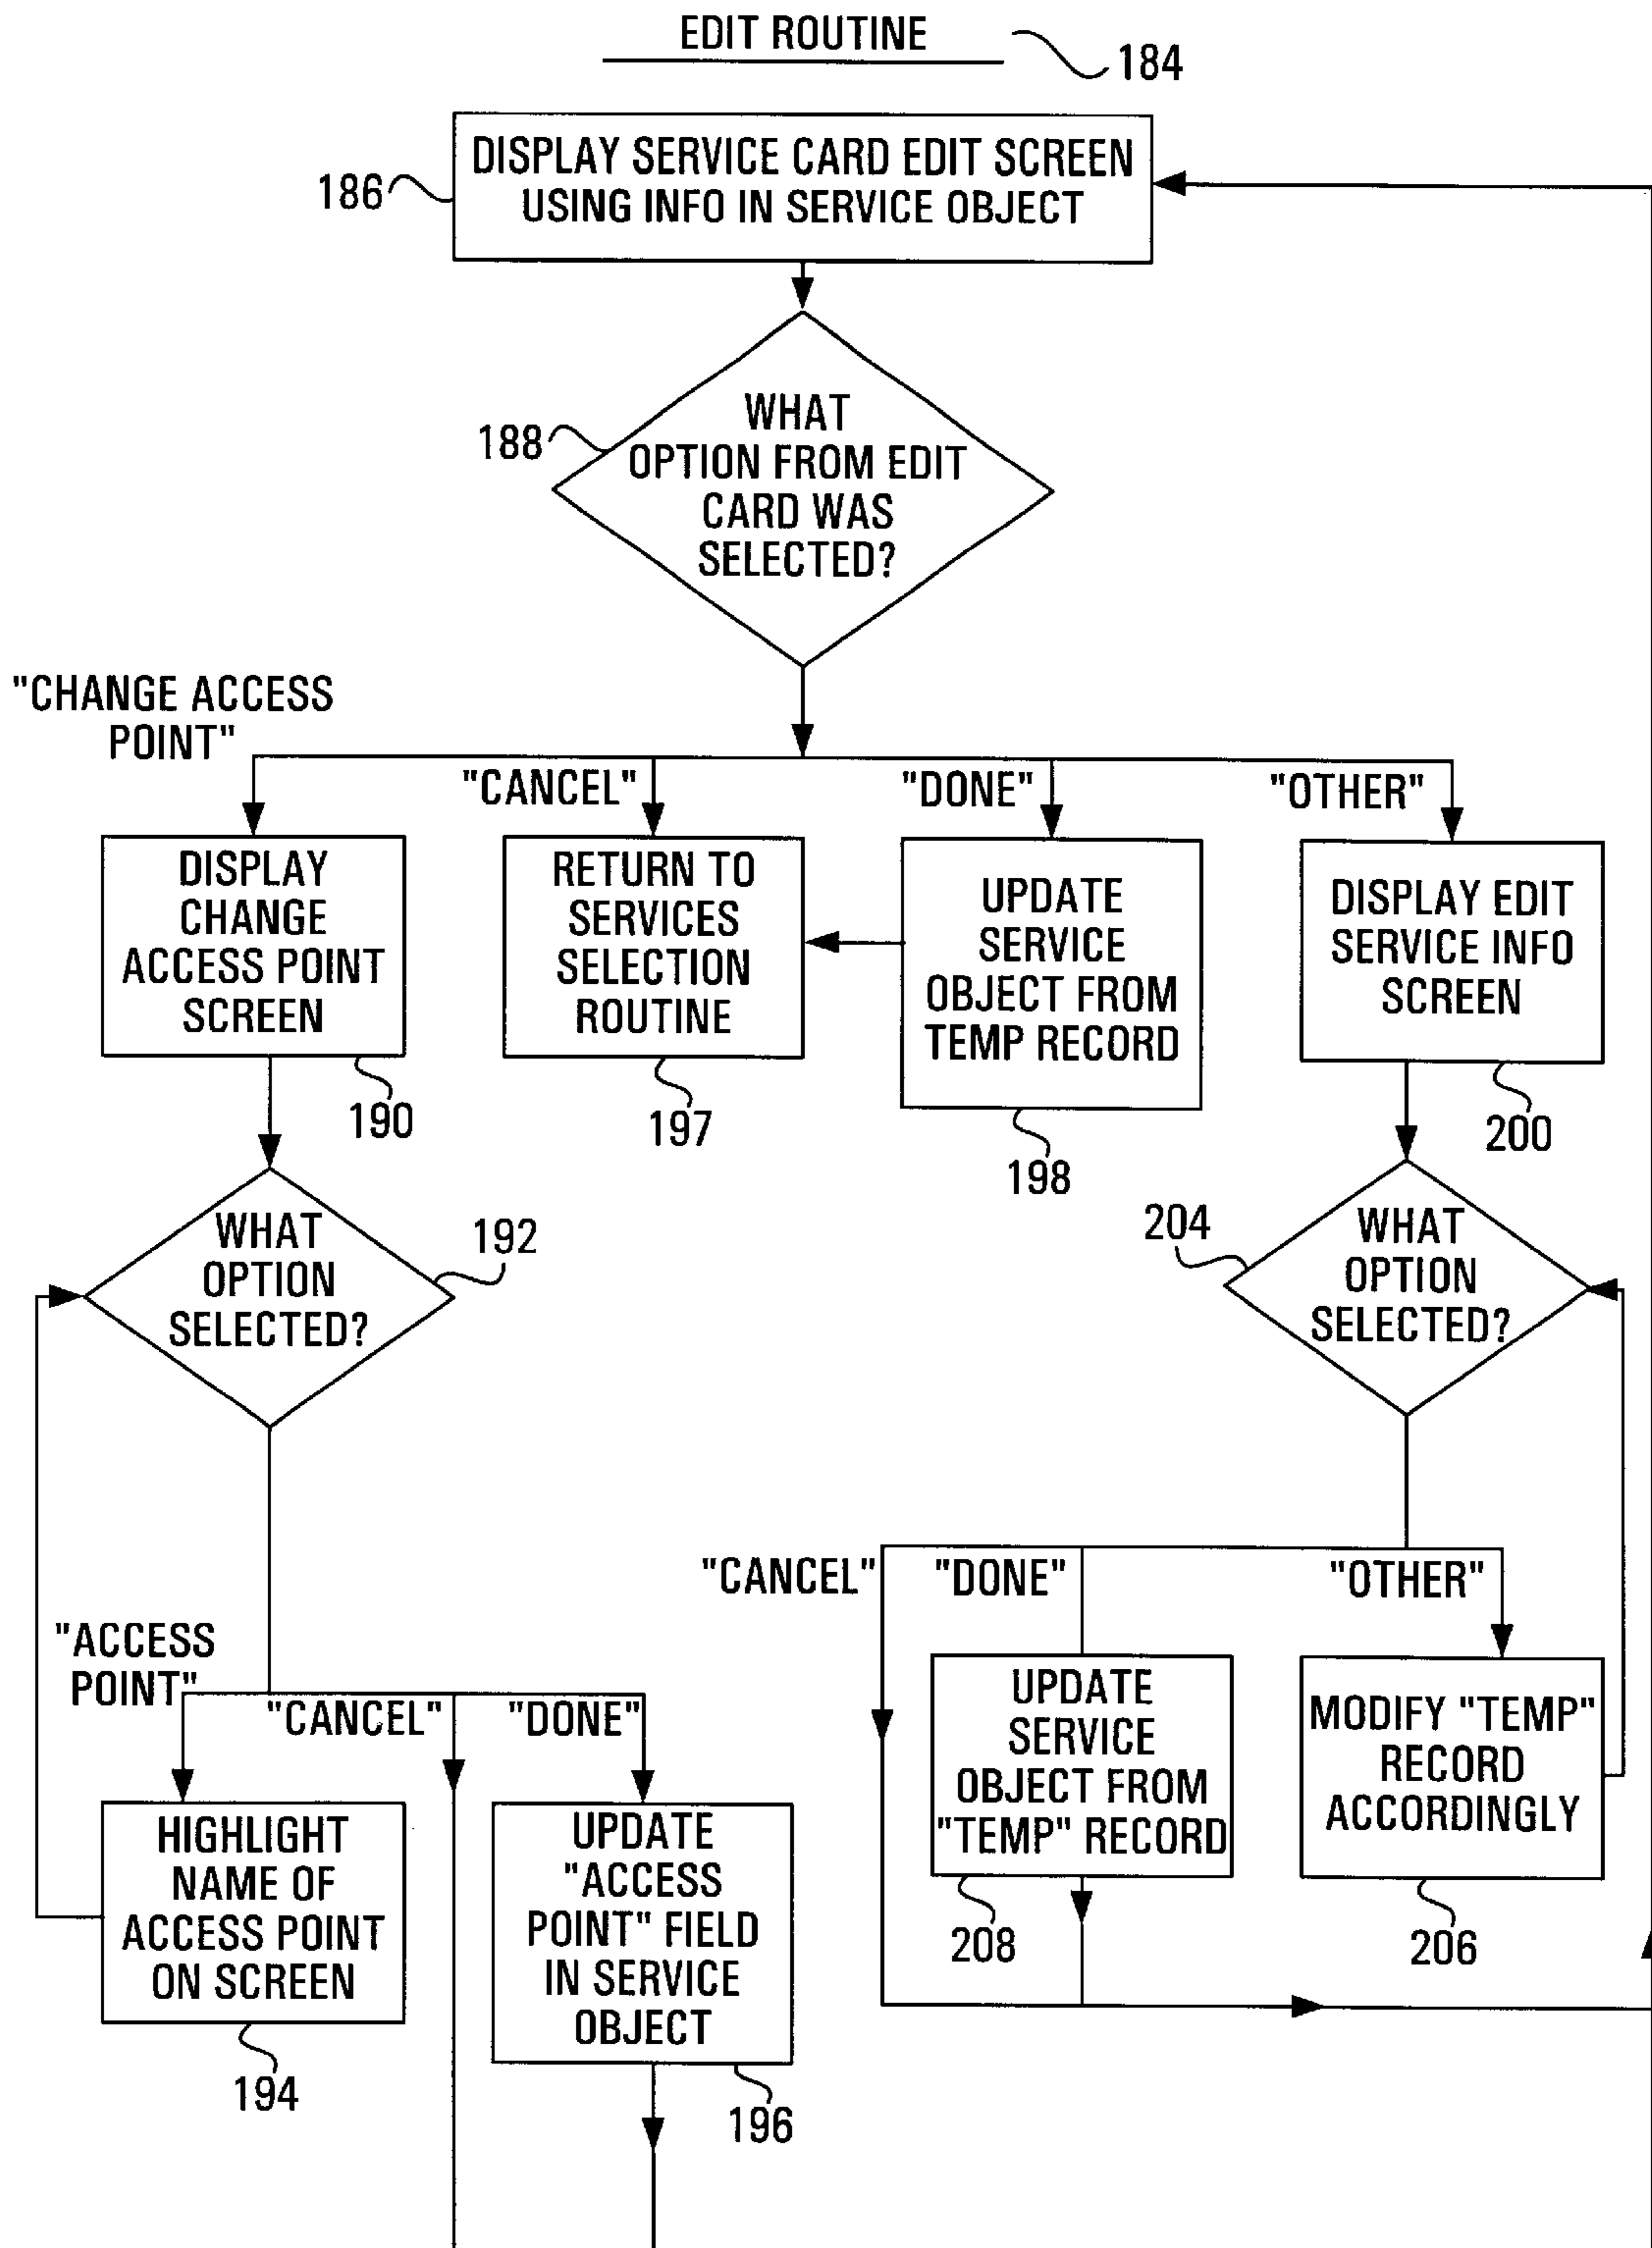 EDIT ROUTINE
184
DISPLAY SERVICE CARD EDIT SCREEN
USING INFO IN SERVICE OBJECT
186
WHAT
OPTION FROM EDIT
CARD WAS
SELECTED?
188
"CHANGE ACCESS
POINT"
"CANCEL"
"DONE"
"OTHER"
DISPLAY
CHANGE
ACCESS POINT
SCREEN
190
RETURN TO
SERVICES
SELECTION
ROUTINE
197
UPDATE
SERVICE
OBJECT FROM
TEMP RECORD
198
DISPLAY EDIT
SERVICE INFO
SCREEN
200
WHAT
OPTION
SELECTED?
192
204
WHAT
OPTION
SELECTED?
"ACCESS
POINT"
"CANCEL"
"DONE"
"CANCEL"
"DONE"
"OTHER"
HIGHLIGHT
NAME OF
ACCESS POINT
ON SCREEN
194
UPDATE
"ACCESS
POINT" FIELD
IN SERVICE
OBJECT
196
UPDATE
SERVICE
OBJECT FROM
"TEMP" RECORD
208
MODIFY "TEMP"
RECORD
ACCORDINGLY
206